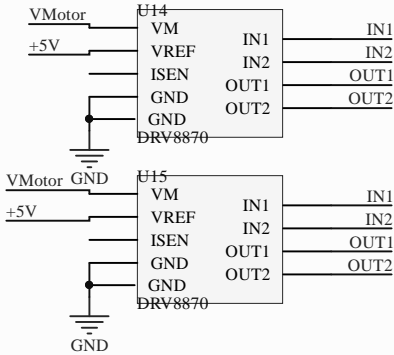 U14
VMotor
VM
+5V
VREF
IN1
IN1
ISEN
IN2
IN2
GND
OUT1
OUT1
GND
OUT2
OUT2
DRV8870
GND
U15
VMotor
VM
+5V
VREF
IN1
IN1
ISEN
IN2
IN2
GND
OUT1
OUT1
GND
OUT2
OUT2
DRV8870
GND